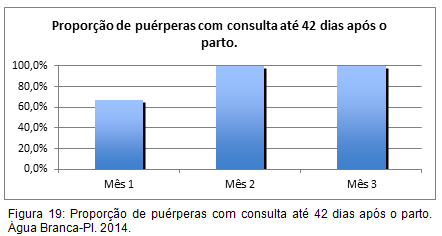 Proporção de puérperas com consulta até 42 dias após o
parto.
100,0%
80,0%
60,0%
40,0%
20,0%
0,0%
Mês 1
Mês 2
Mês 3
Figura 19: Proporção de puérperas com consulta até 42 dias após o parto.
Água Branca-PI. 2014.